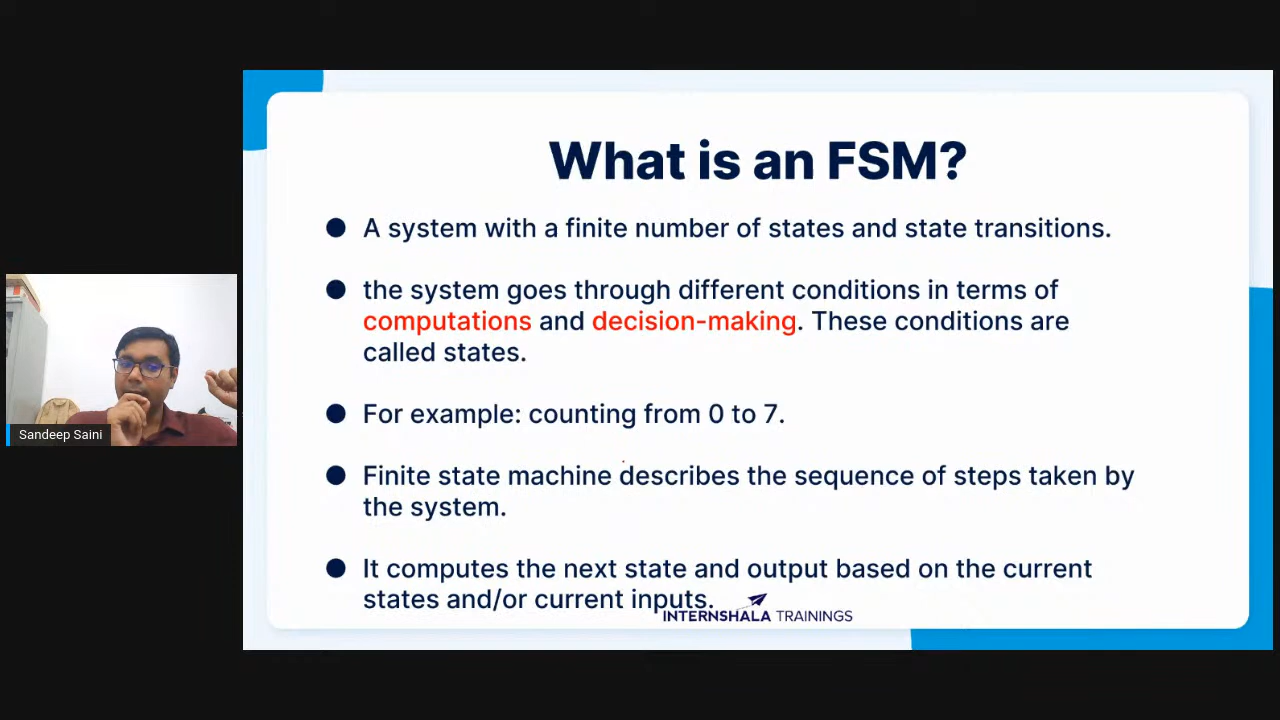 What is an FSM?
● A system with a finite number of states and state transitions.
● the system goes through different conditions in terms of
computations and decision-making. These conditions are
called states.
● For example: counting from 0 to 7.
● Finite state machine describes the sequence of steps taken by
the system.
● It computes the next state and output based on the current
states and/or current inputs.
INTERNSHALA TRAININGS
Sandeep Saini